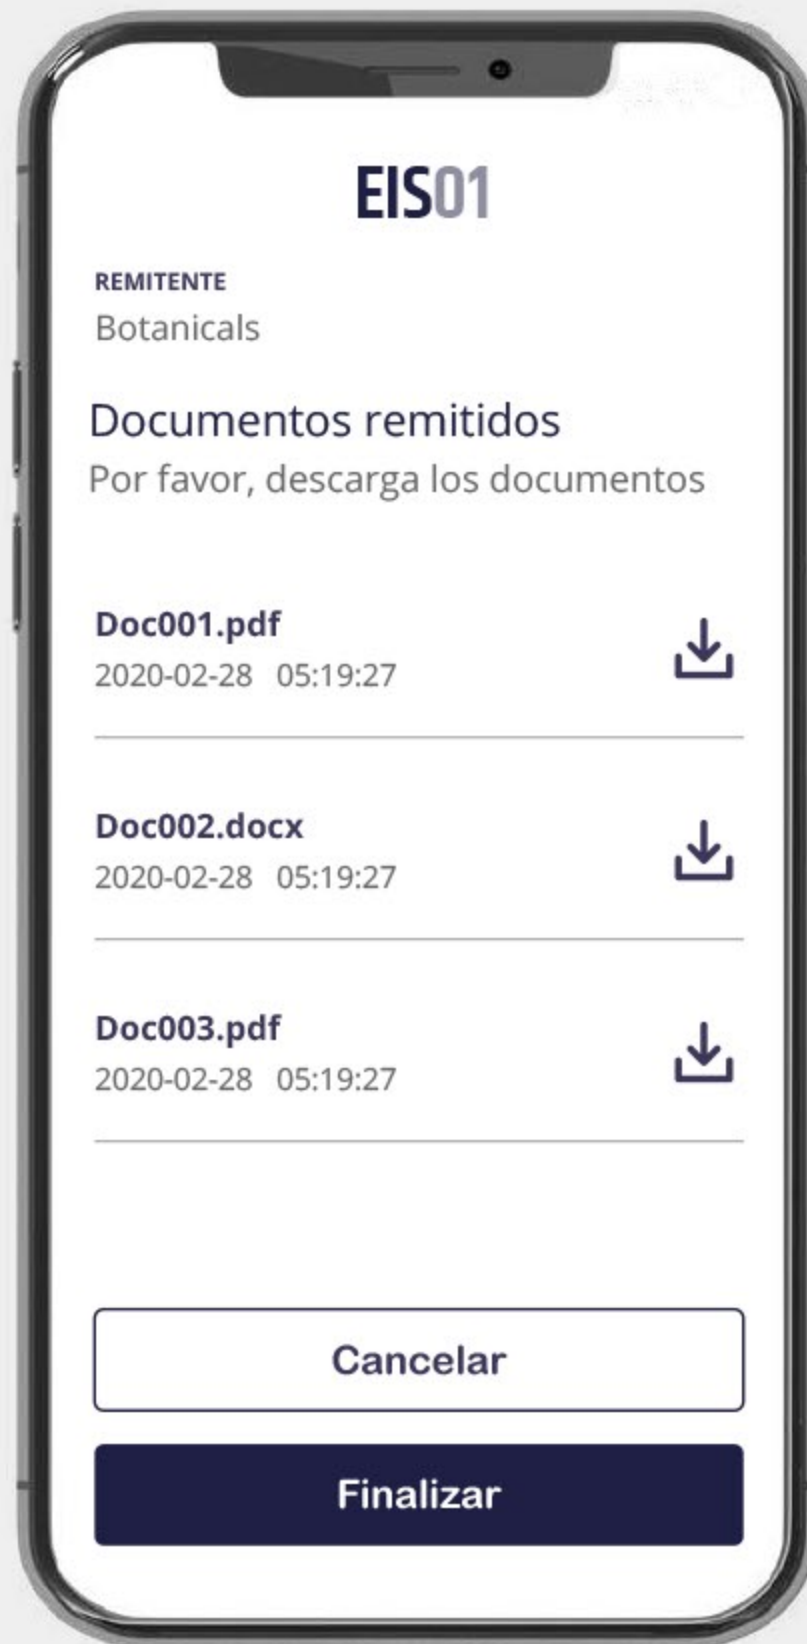 EIS01
REMITENTE
Botanicals
Documentos remitidos
Por favor, descarga los documentos
Doc001.pdf
2020-02-28 05:19:27
Doc002.docx
2020-02-28 05:19:27
Doc003.pdf
2020-02-28 05:19:27
Cancelar
Finalizar